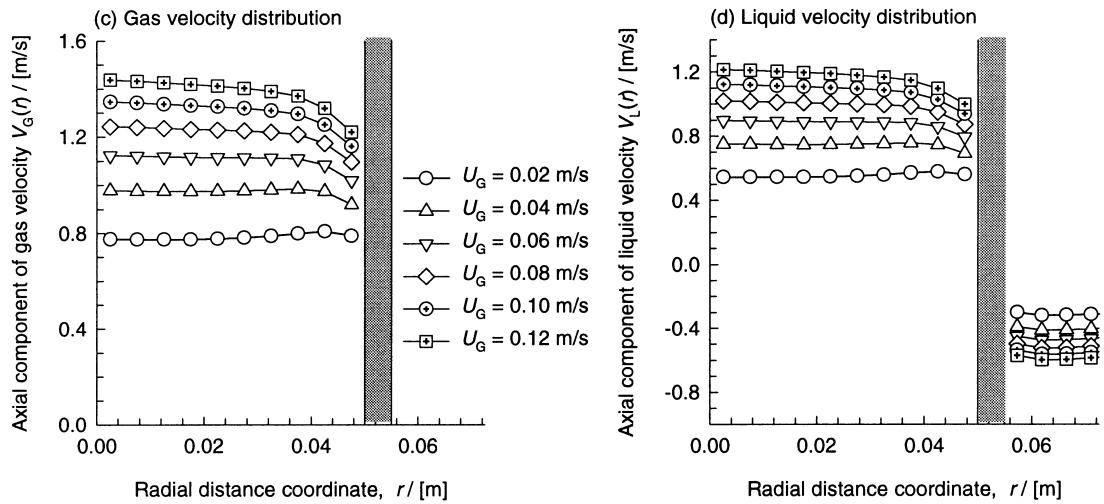 (c) Gas velocity distribution
Axial component of gas velocity V_G(r) / [m/s]
1.6
1.2
0.8
0.4
0.0
0.00
0.02
0.04
0.06
Radial distance coordinate, r / [m]
U_G = 0.02 m/s
U_G = 0.04 m/s
U_G = 0.06 m/s
U_G = 0.08 m/s
U_G = 0.10 m/s
U_G = 0.12 m/s
(d) Liquid velocity distribution
Axial component of liquid velocity V_L(r) / [m/s]
1.2
0.8
0.4
0.0
-0.4
-0.8
0.00
0.02
0.04
0.06
Radial distance coordinate, r / [m]